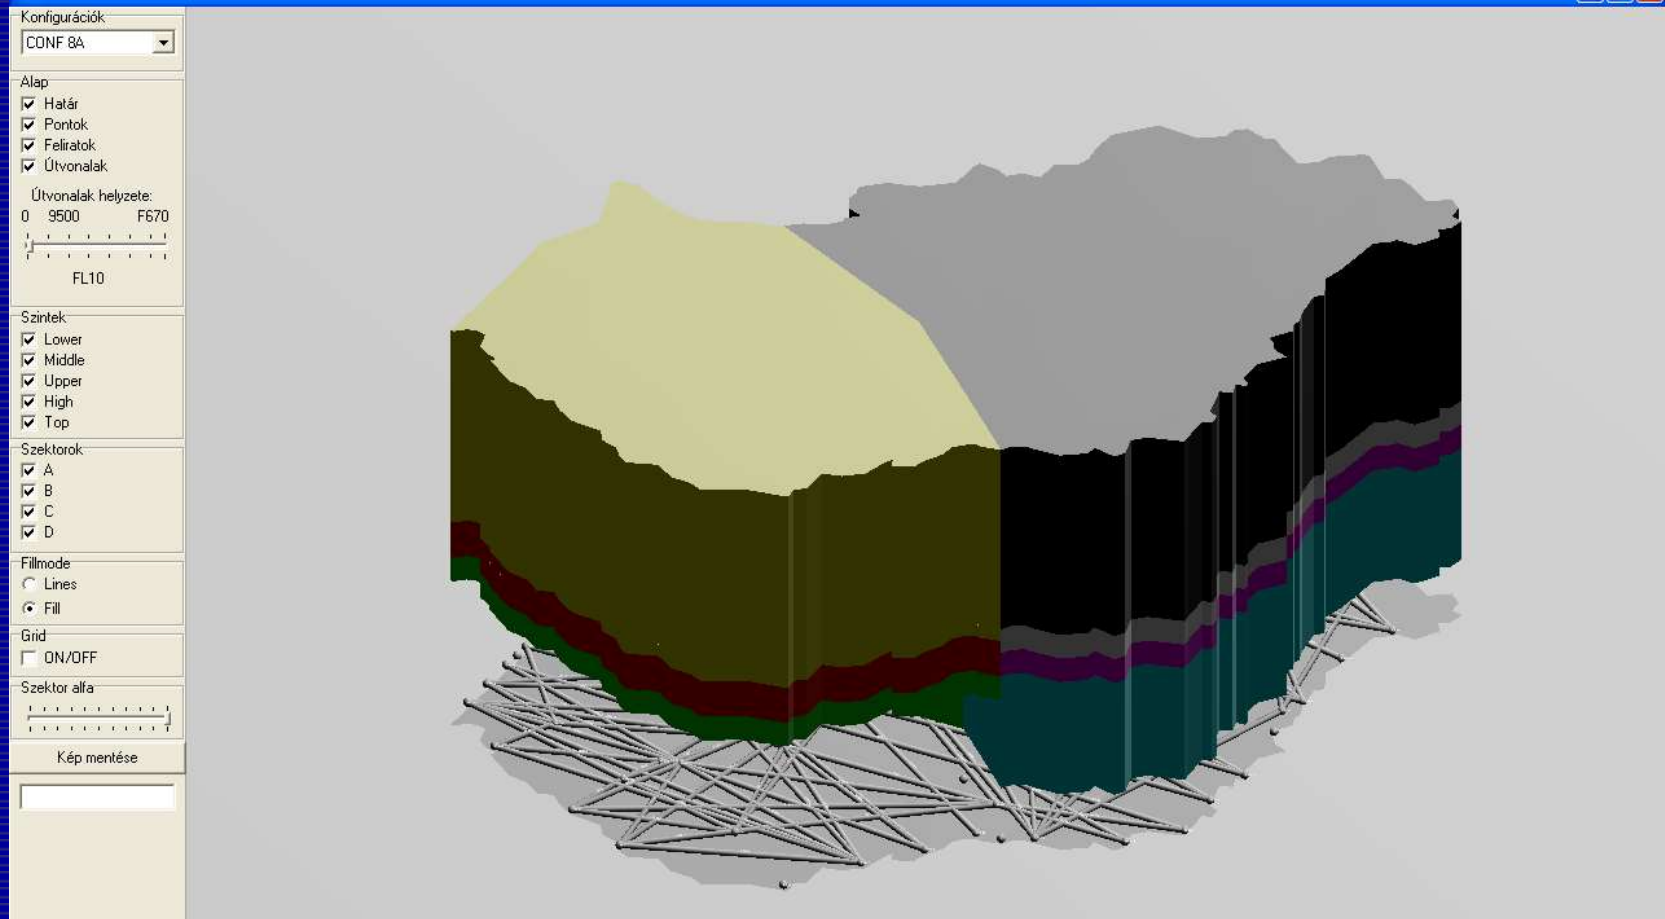 Konfigurációk
CONF 8A
Alap
Határ
Pontok
Feliratok
Útvonalak
Útvonalak helyzete:
0 9500 F670
FL10
Szintek
Lower
Middle
Upper
High
Top
Szektorok
A
B
C
D
Fillmode
Lines
Fill
Grid
ON/OFF
Szektor alfa
Kép mentése